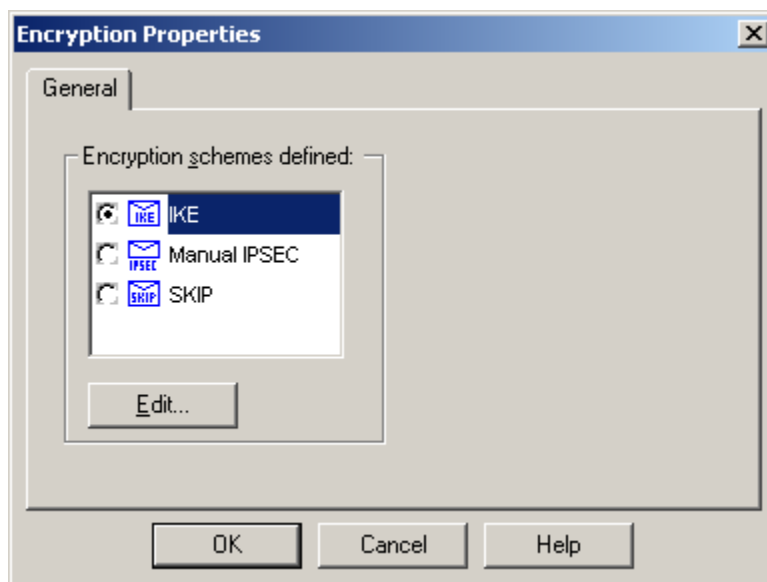 Encryption Properties
General
Encryption schemes defined:
IKE IKE
IPSEC Manual IPSEC
SKIP SKIP
Edit...
OK Cancel Help